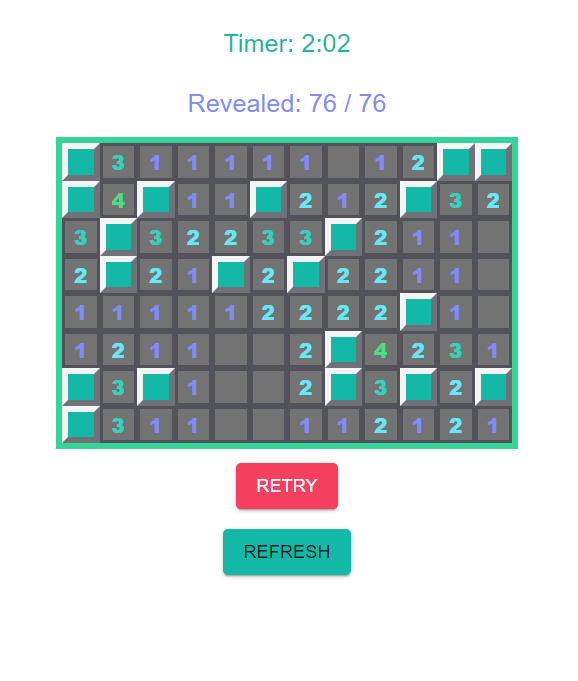 Timer: 2:02
Revealed: 76 / 76
3 1 1 1 1 1 1 2
4 1 1 2 1 2 3 2
3 3 2 2 3 3 2 1 1
2 2 1 2 2 2 1 1
1 1 1 1 1 2 2 2 2 1
1 2 1 1 2 4 2 3 1
3 1 2 3 2
3 1 1 1 1 2 1 2 1
RETRY
REFRESH